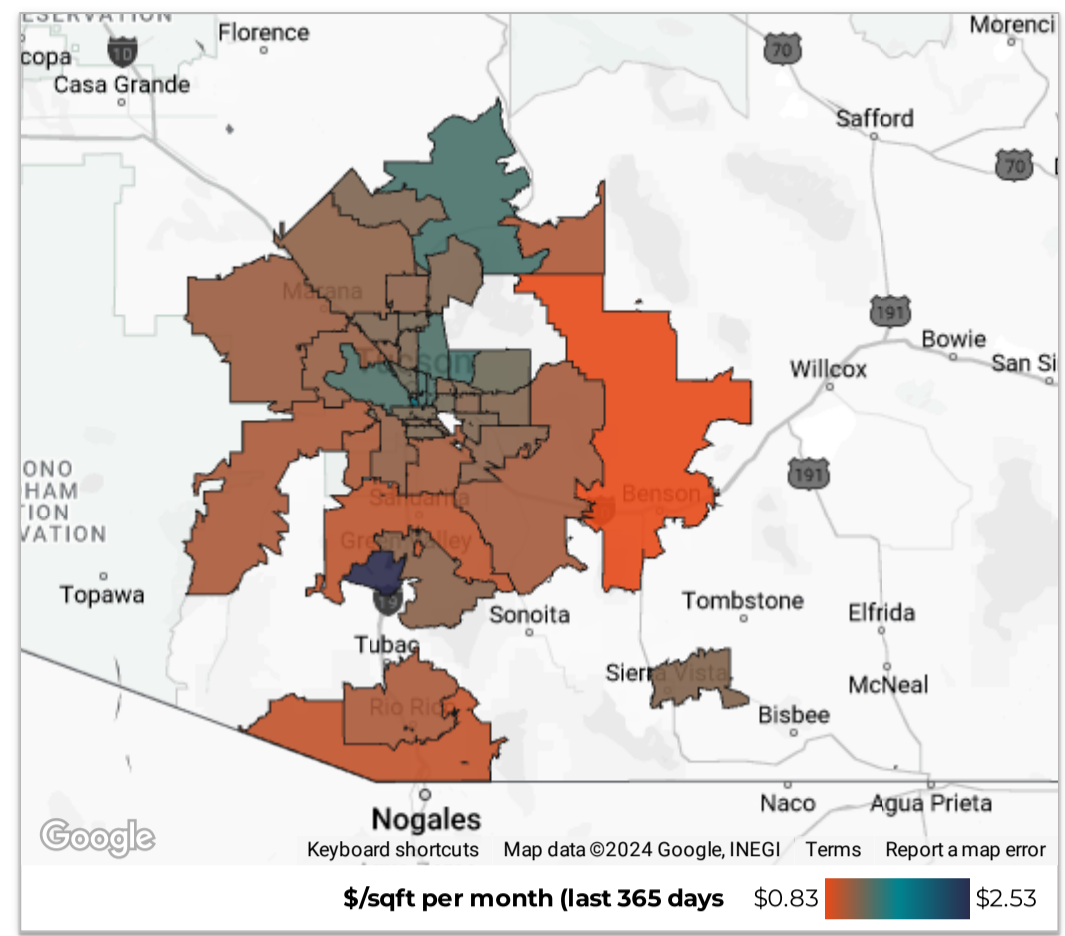 ESERVATION
Florence
Morenci
10
70
copa
Casa Grande
Safford
70
Marana
191
Bowie
Tucson
Willcox
San Si
ONO
HAM
TION
VATION
191
Sahuarita
Benson
Green Valley
Topawa
19
Sonoita
Tombstone
Elfrida
Tubac
Sierra Vista
McNeal
Rio Rico
Bisbee
Nogales
Naco
Agua Prieta
Google
Keyboard shortcuts
Map data ©2024 Google, INEGI
Terms
Report a map error
$/sqft per month (last 365 days
$0.83
$2.53